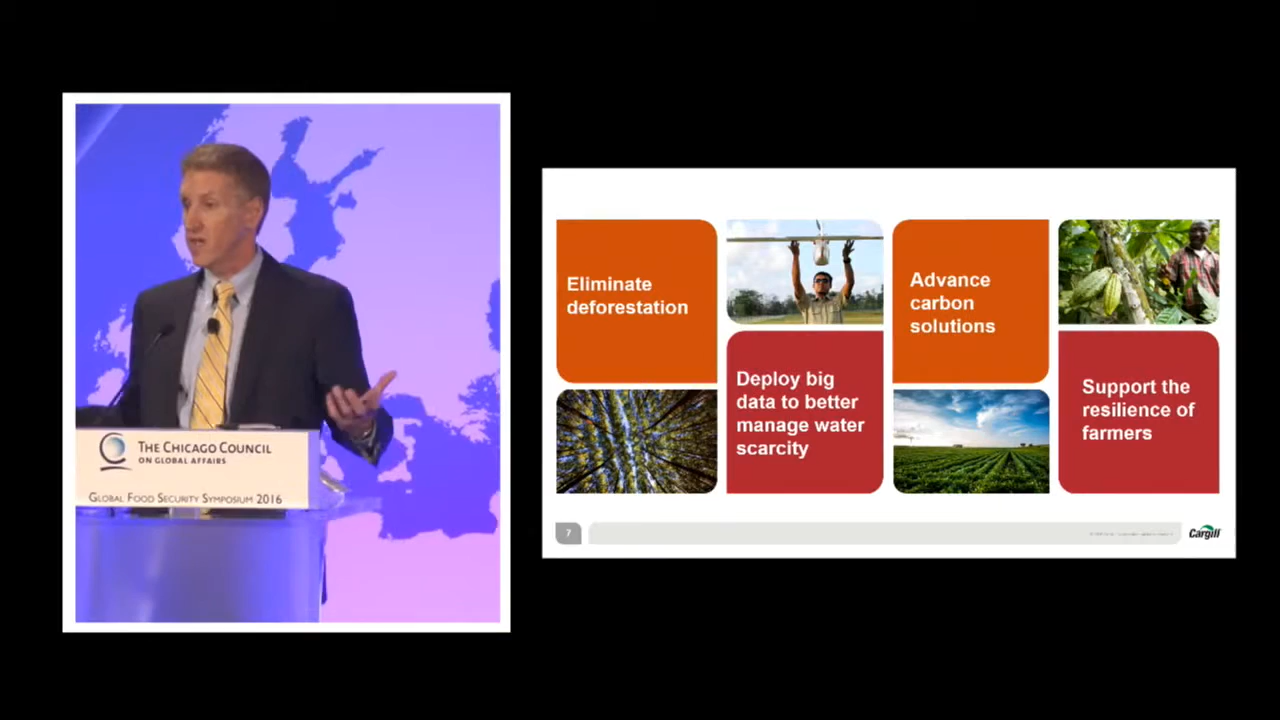 THE CHICAGO COUNCIL
ON GLOBAL AFFAIRS
GLOBAL FOOD SECURITY SYMPOSIUM 2016
Eliminate
deforestation
Deploy big
data to better
manage water
scarcity
Advance
carbon
solutions
Support the
resilience of
farmers
7
Cargill